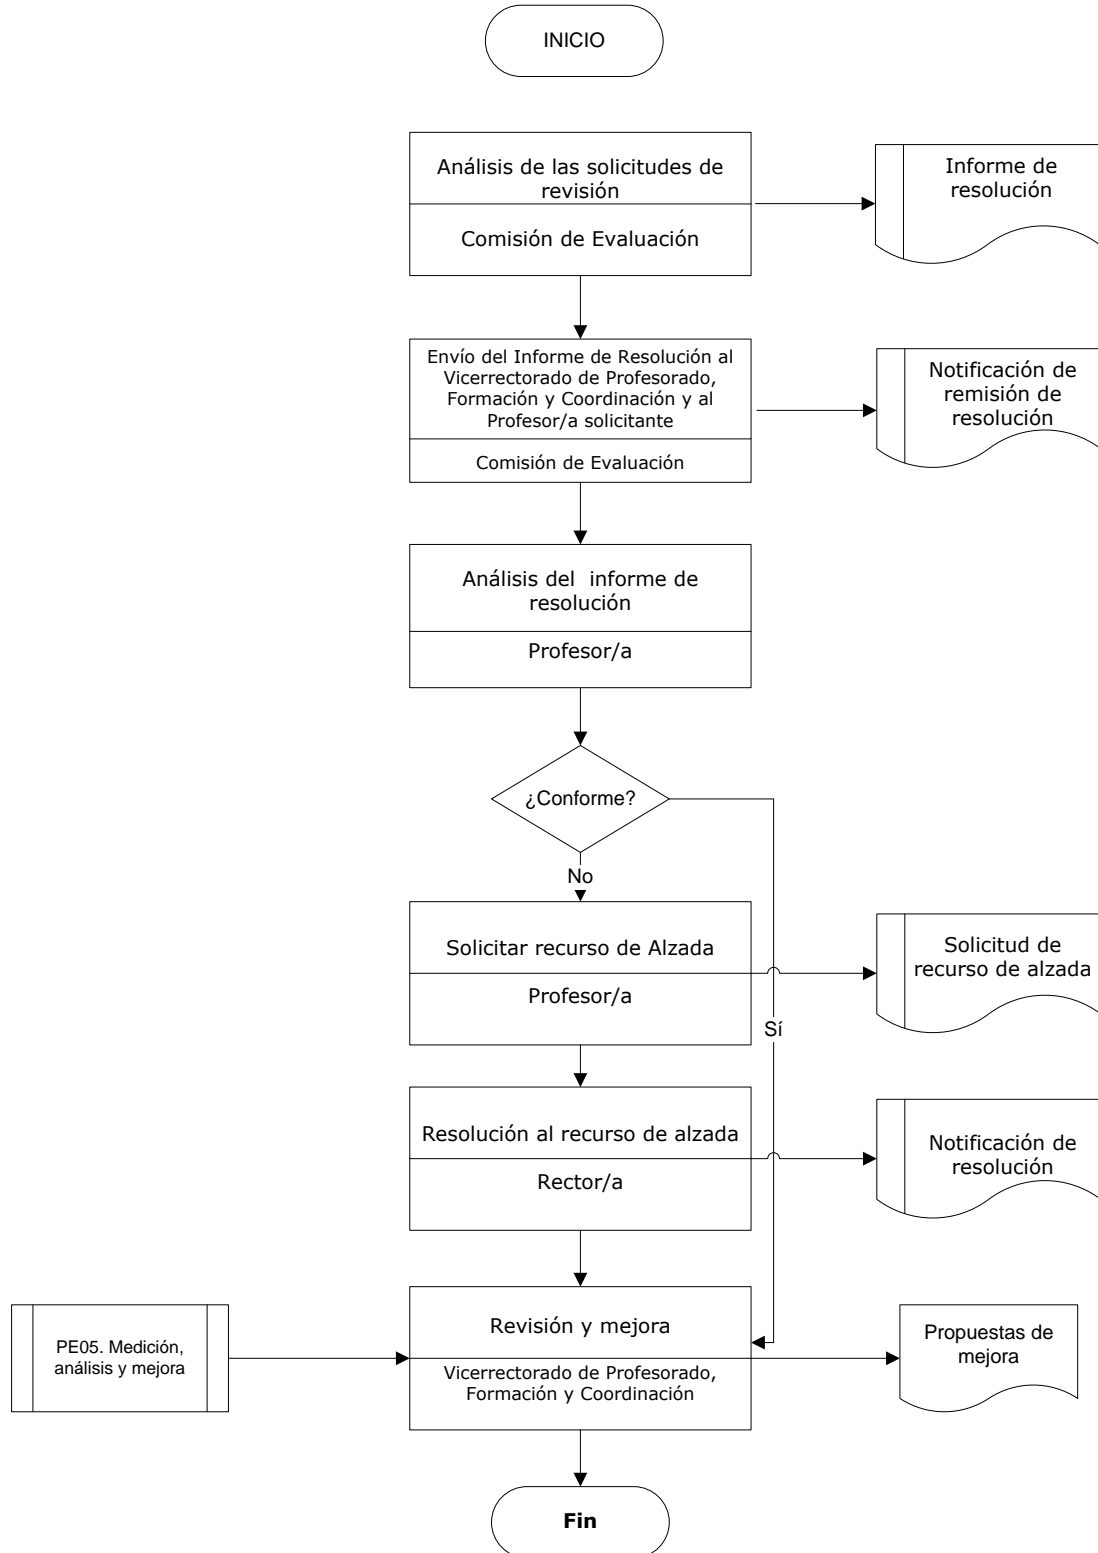 INICIO
Análisis de las solicitudes de
revisión
Comisión de Evaluación
Informe de
resolución
Envío del Informe de Resolución al
Vicerrectorado de Profesorado,
Formación y Coordinación y al
Profesor/a solicitante
Comisión de Evaluación
Notificación de
remisión de
resolución
Análisis del informe de
resolución
Profesor/a
¿Conforme?
No
Solicitar recurso de Alzada
Profesor/a
Solicitud de
recurso de alzada
Sí
Resolución al recurso de alzada
Rector/a
Notificación de
resolución
PE05. Medición,
análisis y mejora
Revisión y mejora
Vicerrectorado de Profesorado,
Formación y Coordinación
Propuestas de
mejora
Fin